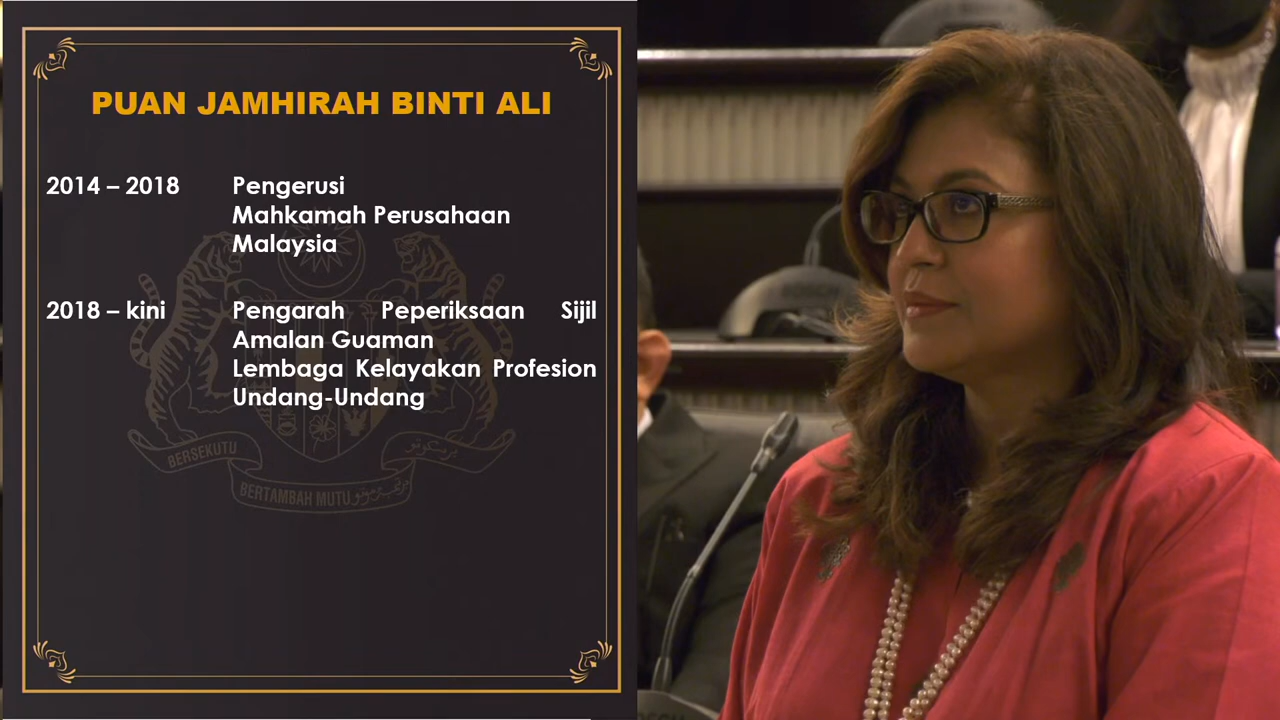 PUAN JAMHIRAH BINTI ALI
2014 – 2018 Pengerusi
Mahkamah Perusahaan
Malaysia
2018 – kini Pengarah Peperiksaan Sijil
Amalan Guaman
Lembaga Kelayakan Profesion
Undang-Undang
BERSEKUTU
BERTAMBAH MUTU